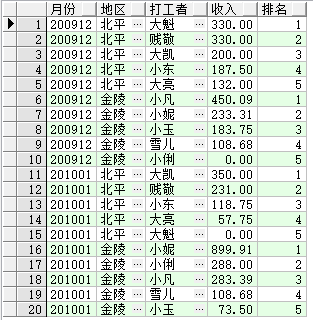 月份 地区 打工者 收入 排名
1 200912 北平 大魁 330.00 1
2 200912 北平 贱敬 330.00 2
3 200912 北平 大凯 200.00 3
4 200912 北平 小东 187.50 4
5 200912 北平 大亮 132.00 5
6 200912 金陵 小凡 450.09 1
7 200912 金陵 小妮 233.31 2
8 200912 金陵 小玉 183.75 3
9 200912 金陵 雪儿 108.68 4
10 200912 金陵 小俐 0.00 5
11 201001 北平 大凯 350.00 1
12 201001 北平 贱敬 231.00 2
13 201001 北平 小东 118.75 3
14 201001 北平 大亮 57.75 4
15 201001 北平 大魁 0.00 5
16 201001 金陵 小妮 899.91 1
17 201001 金陵 小俐 288.00 2
18 201001 金陵 小凡 283.39 3
19 201001 金陵 雪儿 108.68 4
20 201001 金陵 小玉 73.50 5